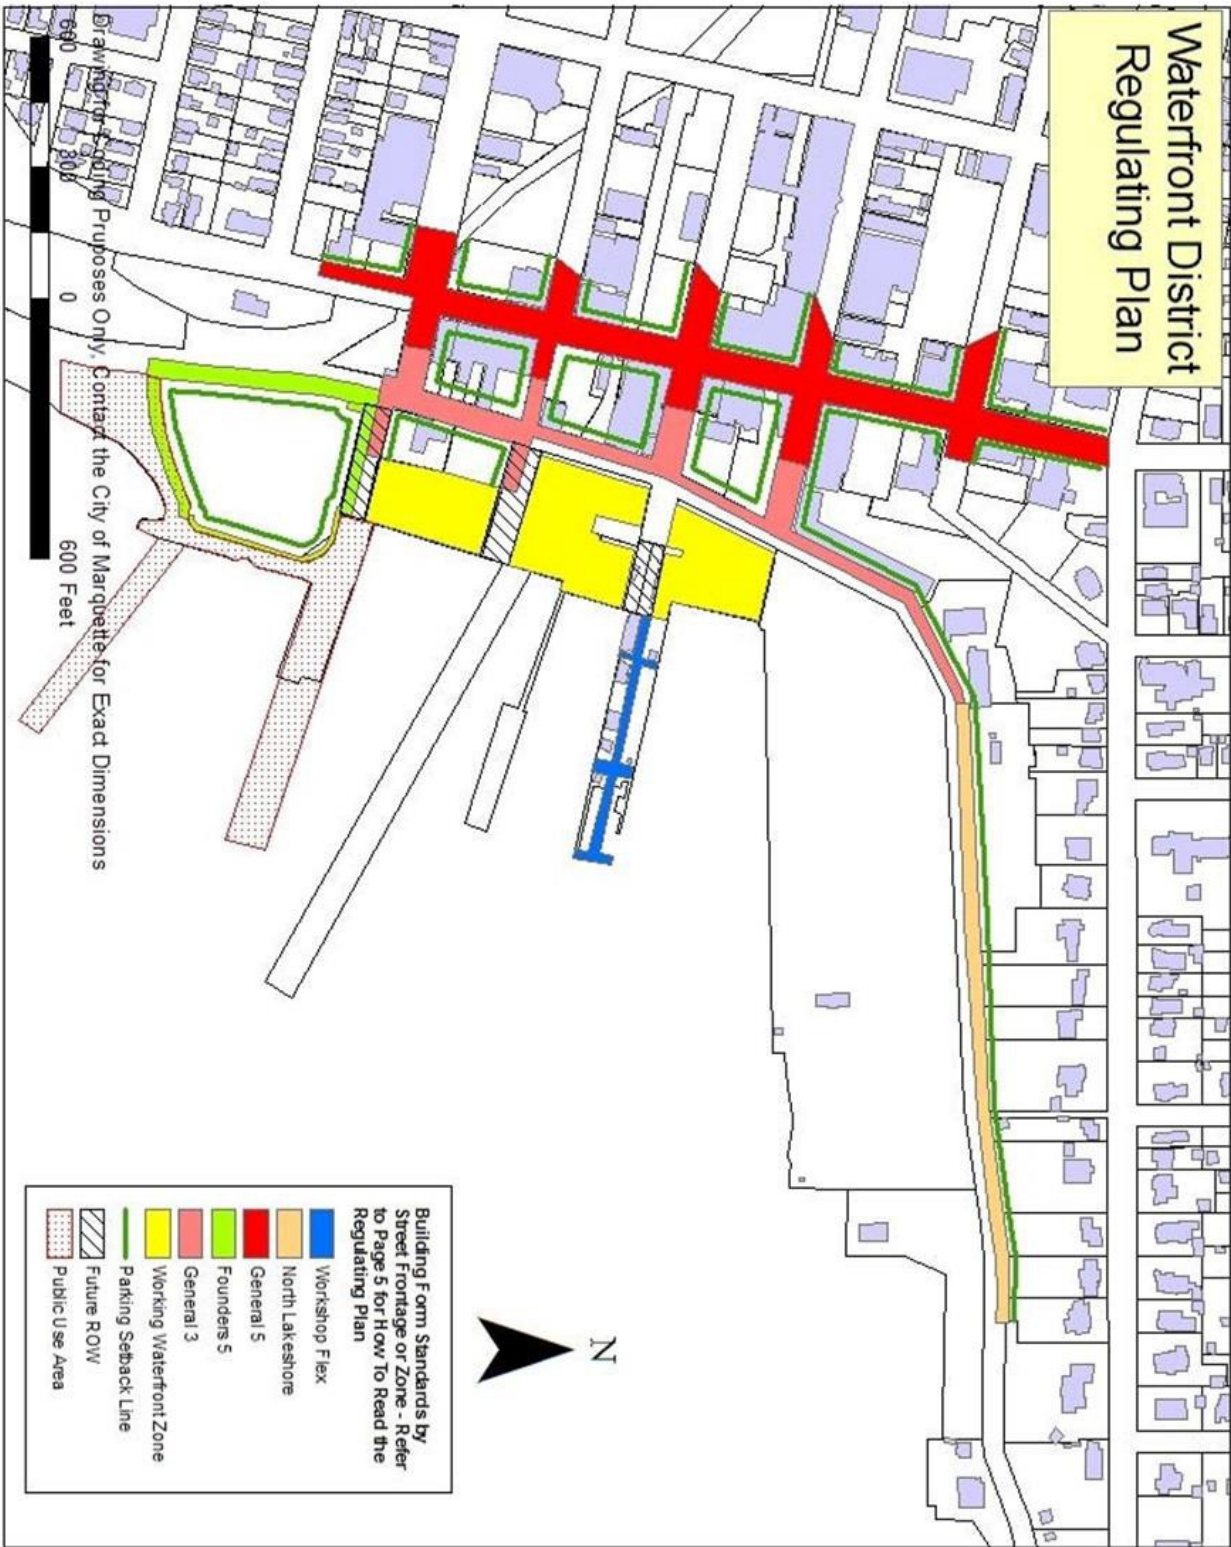 Waterfront District
Regulating Plan
N
Building Form Standards by
Street Frontage or Zone - Refer
to Page 5 for How To Read the
Regulating Plan
Workshop Flex
North Lakeshore
General 5
Founders 5
General 3
Working Waterfront Zone
Parking Setback Line
Future ROW
Public Use Area
Drawing for Zoning Pruposes Only, Contact the City of Marquette for Exact Dimensions
600 300 0 600 Feet